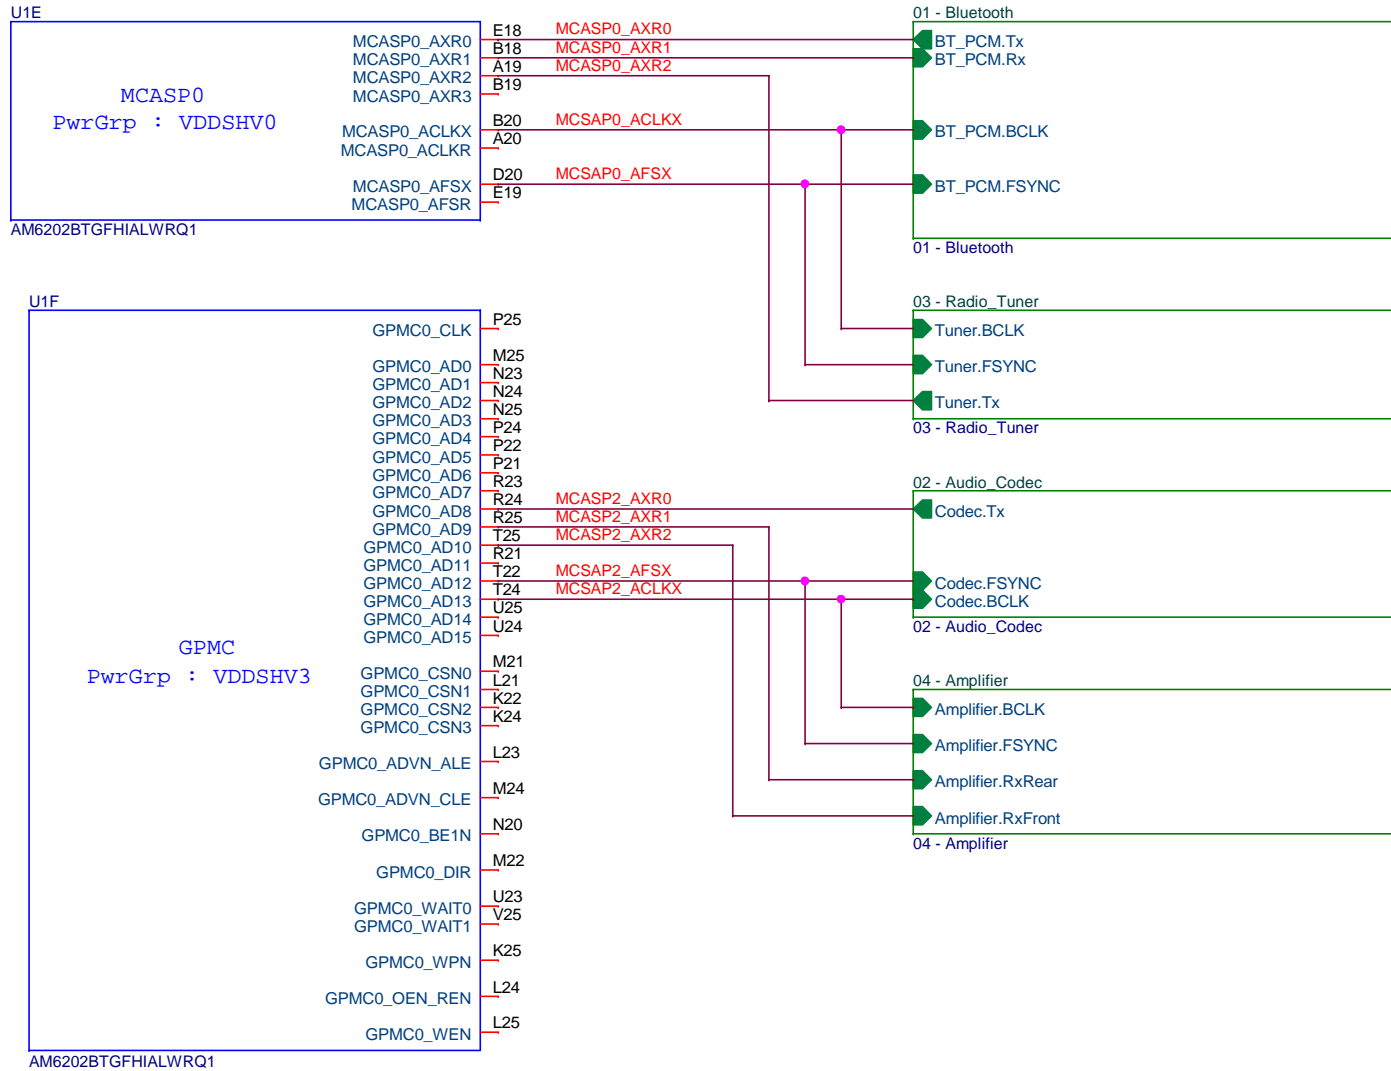 U1E
MCASP0
PwrGrp : VDDSHV0
MCASP0_AXR0 E18 MCASP0_AXR0
MCASP0_AXR1 B18 MCASP0_AXR1
MCASP0_AXR2 A19 MCASP0_AXR2
MCASP0_AXR3 B19
MCASP0_ACLKX B20 MCSAP0_ACLKX
MCASP0_ACLKR A20
MCASP0_AFSX D20 MCSAP0_AFSX
MCASP0_AFSR E19
AM6202BTGFHIALWRQ1
01 - Bluetooth
BT_PCM.Tx
BT_PCM.Rx
BT_PCM.BCLK
BT_PCM.FSYNC
01 - Bluetooth
U1F
GPMC
PwrGrp : VDDSHV3
GPMC0_CLK P25
GPMC0_AD0 M25
GPMC0_AD1 N23
GPMC0_AD2 N24
GPMC0_AD3 N25
GPMC0_AD4 P24
GPMC0_AD5 P22
GPMC0_AD6 P21
GPMC0_AD7 R23
GPMC0_AD8 R24 MCASP2_AXR0
GPMC0_AD9 R25 MCASP2_AXR1
GPMC0_AD10 T25 MCASP2_AXR2
GPMC0_AD11 R21
GPMC0_AD12 T22 MCSAP2_AFSX
GPMC0_AD13 T24 MCSAP2_ACLKX
GPMC0_AD14 U25
GPMC0_AD15 U24
GPMC0_CSN0 M21
GPMC0_CSN1 L21
GPMC0_CSN2 K22
GPMC0_CSN3 K24
GPMC0_ADVN_ALE L23
GPMC0_ADVN_CLE M24
GPMC0_BE1N N20
GPMC0_DIR M22
GPMC0_WAIT0 U23
GPMC0_WAIT1 V25
GPMC0_WPN K25
GPMC0_OEN_REN L24
GPMC0_WEN L25
AM6202BTGFHIALWRQ1
03 - Radio_Tuner
Tuner.BCLK
Tuner.FSYNC
Tuner.Tx
03 - Radio_Tuner
02 - Audio_Codec
Codec.Tx
Codec.FSYNC
Codec.BCLK
02 - Audio_Codec
04 - Amplifier
Amplifier.BCLK
Amplifier.FSYNC
Amplifier.RxRear
Amplifier.RxFront
04 - Amplifier